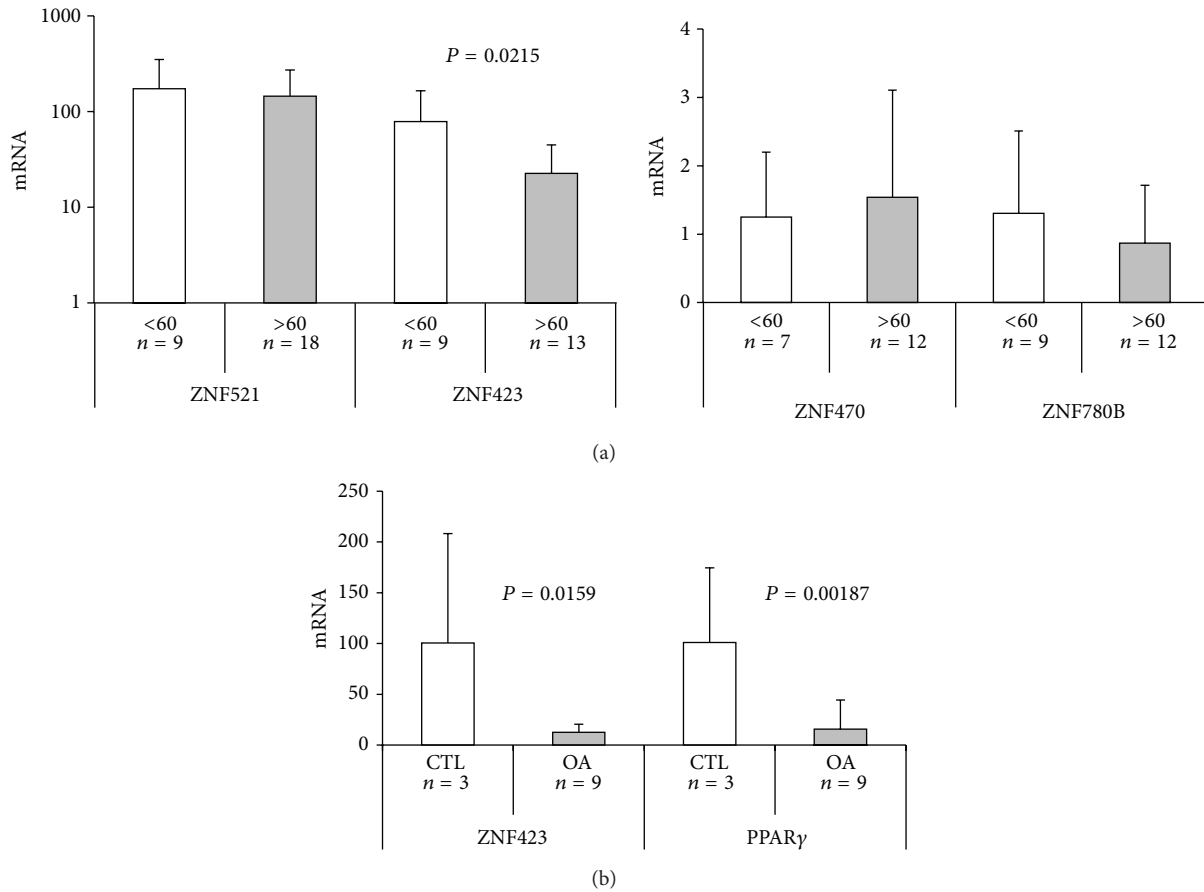 1000
100
10
1
mRNA
P = 0.0215
<60
n = 9
>60
n = 18
<60
n = 9
>60
n = 13
ZNF521
ZNF423
4
3
2
1
0
mRNA
<60
n = 7
>60
n = 12
<60
n = 9
>60
n = 12
ZNF470
ZNF780B
(a)
250
200
150
100
50
0
mRNA
P = 0.0159
P = 0.00187
CTL
n = 3
OA
n = 9
CTL
n = 3
OA
n = 9
ZNF423
PPARγ
(b)